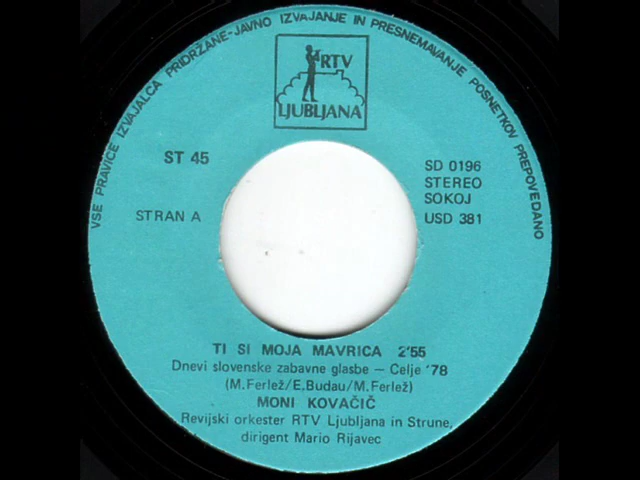 VSE PRAVICE IZVAJALCA PRIDRŽANE-JAVNO IZVAJANJE IN PRESNEMAVANJE POSNETKOV PREPOVEDANO
RTV
LJUBLJANA
ST 45
STRAN A
SD 0196
STEREO
SOKOJ
USD 381
TI SI MOJA MAVRICA 2'55
Dnevi slovenske zabavne glasbe – Celje '78
(M. Ferlež/E. Budau/M. Ferlež)
MONI KOVAČIČ
Revijski orkester RTV Ljubljana in Strune,
dirigent Mario Rijavec